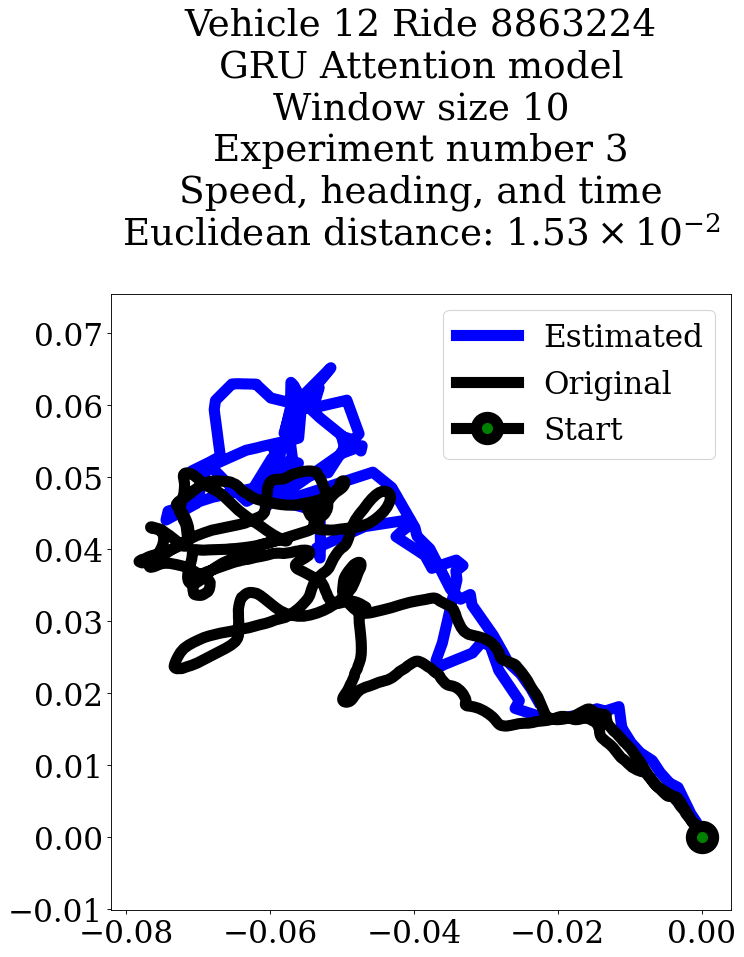 Vehicle 12 Ride 8863224
GRU Attention model
Window size 10
Experiment number 3
Speed, heading, and time
Euclidean distance: 1.53 × 10⁻²
Estimated
Original
Start
0.07
0.06
0.05
0.04
0.03
0.02
0.01
0.00
−0.01
−0.08
−0.06
−0.04
−0.02
0.00